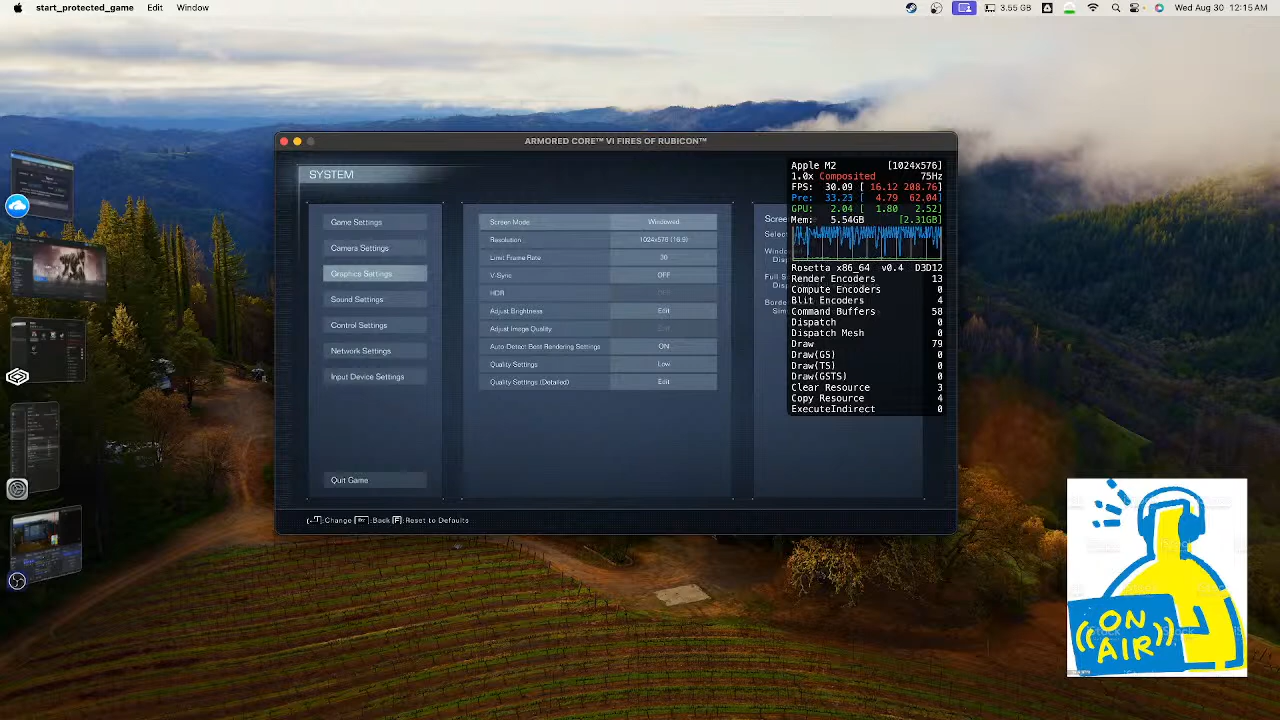 start_protected_game Edit Window 3.55 GB Wed Aug 30 12:15 AM
ARMORED CORE™ VI FIRES OF RUBICON™
SYSTEM
Game Settings
Camera Settings
Graphics Settings
Sound Settings
Control Settings
Network Settings
Input Device Settings
Quit Game
Screen Mode Windowed
Resolution 1024x576 (16:9)
Limit Frame Rate 30
V-Sync OFF
HDR OFF
Adjust Brightness Edit
Adjust Image Quality Edit
Auto Detect Best Rendering Settings ON
Quality Settings Low
Quality Settings (Detailed) Edit
Apple M2 [1024x576]
1.0x Composited 75Hz
FPS: 30.09 [ 16.12 208.76]
Pre: 33.23 [ 4.79 62.04]
GPU: 2.04 [ 1.80 2.52]
Mem: 5.54GB [2.31GB]
Rosetta x86_64 v0.4 D3D12
Render Encoders 13
Compute Encoders 0
Blit Encoders 4
Command Buffers 58
Dispatch 0
Dispatch Mesh 0
Draw 79
Draw(GS) 0
Draw(TS) 0
Draw(GSTS) 0
Clear Resource 3
Copy Resource 4
ExecuteIndirect 0
:Change :Back [F]:Reset to Defaults
ON
AIR